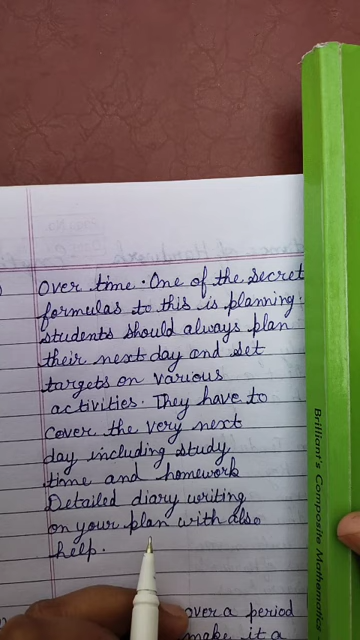 Over time. One of the secret
formulas to this is planning.
students should always plan
their next day and set
targets on various
activities. They have to
cover the very next
day including study
time and homework
Detailed diary writing
on your plan with also
help.
over a period
make it a
Brilliant's Composite Mathematics